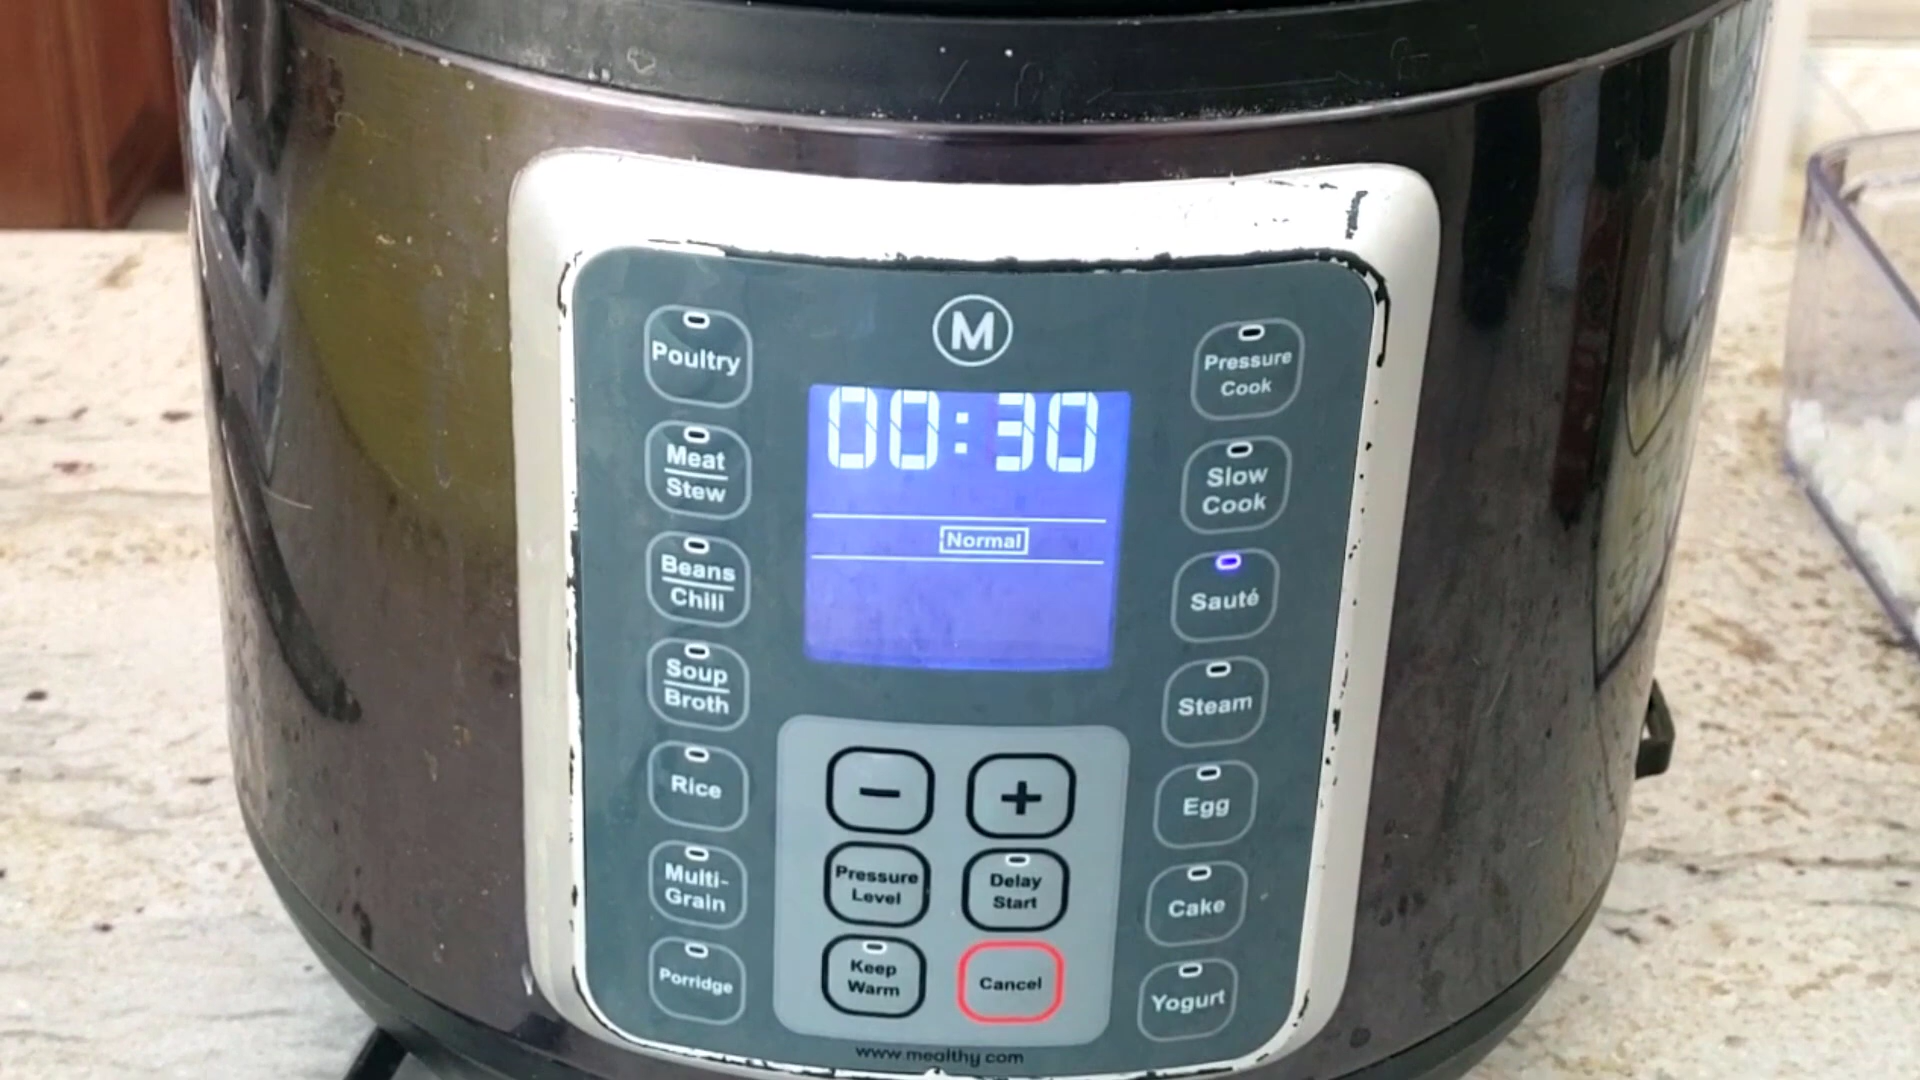 M
00:30
Normal
Poultry
Meat
Stew
Beans
Chili
Soup
Broth
Rice
Multi-
Grain
Porridge
Pressure
Cook
Slow
Cook
Sauté
Steam
Egg
Cake
Yogurt
−
+
Pressure
Level
Delay
Start
Keep
Warm
Cancel
www.mealthy.com